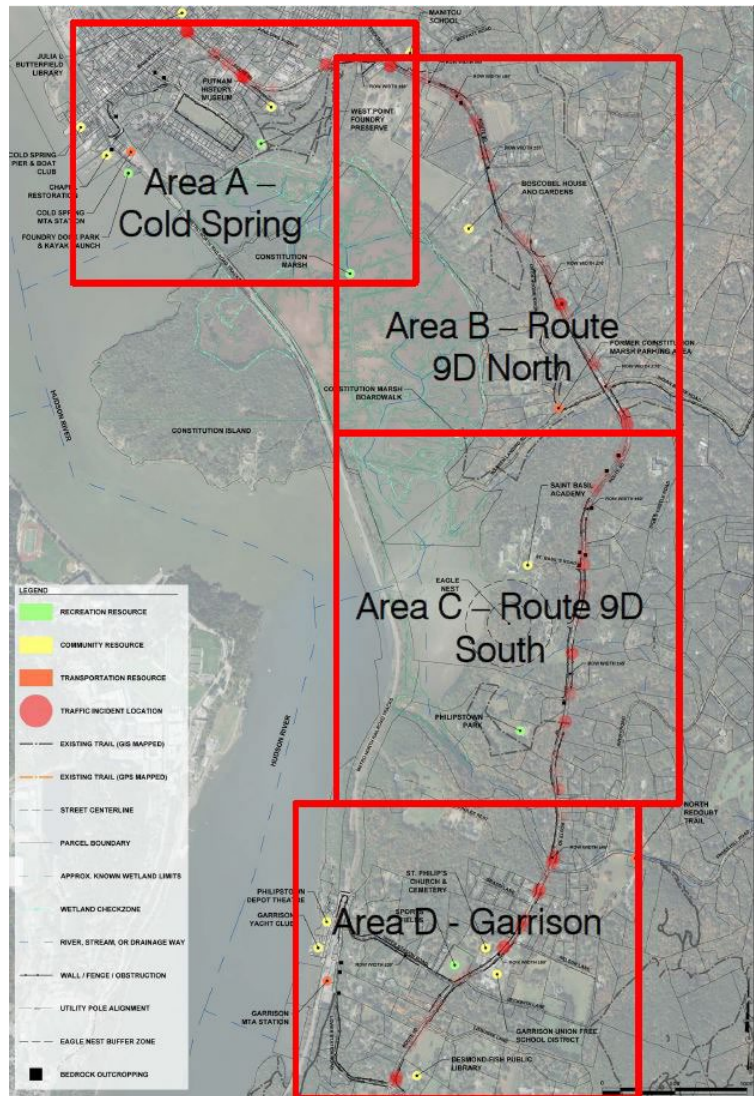 MANITOU
SCHOOL
JULIA L
BUTTERFIELD
LIBRARY
PUTNAM
HISTORY
MUSEUM
WEST POINT
FOUNDRY
PRESERVE
COLD SPRING
PIER & BOAT
CLUB
CHAPEL
RESTORATION
COLD SPRING
MTA STATION
FOUNDRY DOCK PARK
& KAYAK LAUNCH
Area A –
Cold Spring
CONSTITUTION
MARSH
BOSCOBEL HOUSE
AND GARDENS
Area B – Route
9D North
FORMER CONSTITUTION
MARSH PARKING AREA
CONSTITUTION MARSH
BOARDWALK
HUDSON RIVER
CONSTITUTION ISLAND
SAINT BASIL
ACADEMY
EAGLE
NEST
Area C – Route 9D
South
PHILIPSTOWN
PARK
METRO-NORTH RAILROAD TRACKS
HUDSON RIVER
NORTH
REDOUBT
TRAIL
ST. PHILIP'S
CHURCH &
CEMETERY
PHILIPSTOWN
DEPOT THEATRE
GARRISON
YACHT CLUB
SPORTS
FIELDS
Area D - Garrison
GARRISON
MTA STATION
GARRISON UNION FREE
SCHOOL DISTRICT
DESMOND-FISH PUBLIC
LIBRARY
LEGEND
RECREATION RESOURCE
COMMUNITY RESOURCE
TRANSPORTATION RESOURCE
TRAFFIC INCIDENT LOCATION
EXISTING TRAIL (GIS MAPPED)
EXISTING TRAIL (GPS MAPPED)
STREET CENTERLINE
PARCEL BOUNDARY
APPROX. KNOWN WETLAND LIMITS
WETLAND CHECKZONE
RIVER, STREAM, OR DRAINAGE WAY
WALL / FENCE / OBSTRUCTION
UTILITY POLE ALIGNMENT
EAGLE NEST BUFFER ZONE
BEDROCK OUTCROPPING